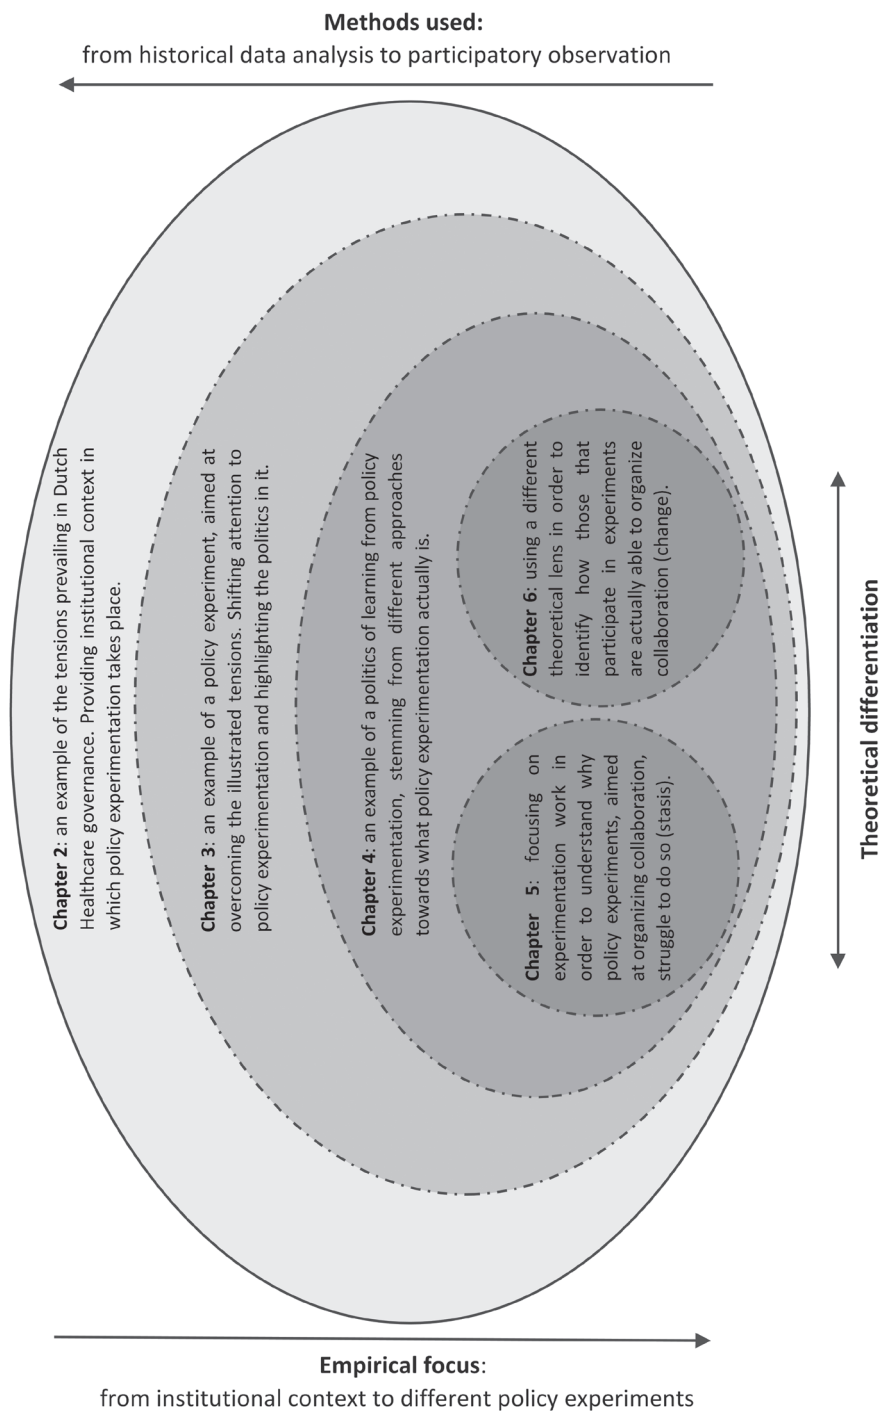 Methods used:
from historical data analysis to participatory observation
Chapter 2: an example of the tensions prevailing in Dutch
Healthcare governance. Providing institutional context in
which policy experimentation takes place.
Chapter 3: an example of a policy experiment, aimed at
overcoming the illustrated tensions. Shifting attention to
policy experimentation and highlighting the politics in it.
Chapter 4: an example of a politics of learning from policy
experimentation, stemming from different approaches
towards what policy experimentation actually is.
Chapter 5: focusing on
experimentation work in
order to understand why
policy experiments, aimed
at organizing collaboration,
struggle to do so (stasis).
Chapter 6: using a different
theoretical lens in order to
identify how those that
participate in experiments
are actually able to organize
collaboration (change).
Theoretical differentiation
Empirical focus:
from institutional context to different policy experiments